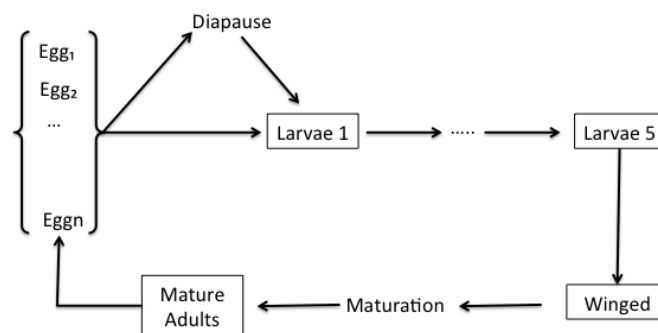 Diapause
Egg₁
Egg₂
...
Larvae 1
.....
Larvae 5
Eggn
Mature
Adults
Maturation
Winged